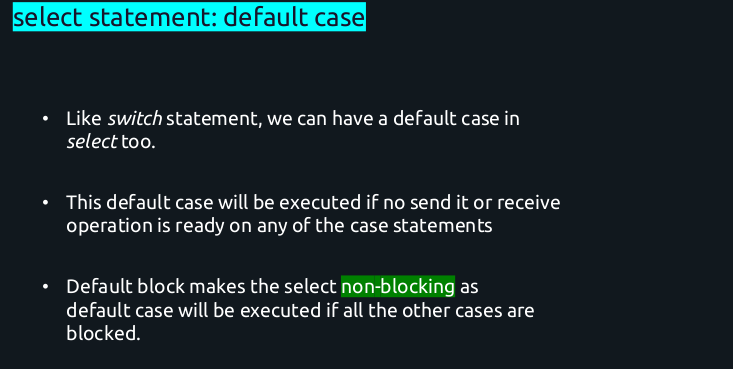 select statement: default case
• Like switch statement, we can have a default case in
select too.
• This default case will be executed if no send it or receive
operation is ready on any of the case statements
• Default block makes the select non-blocking as
default case will be executed if all the other cases are
blocked.